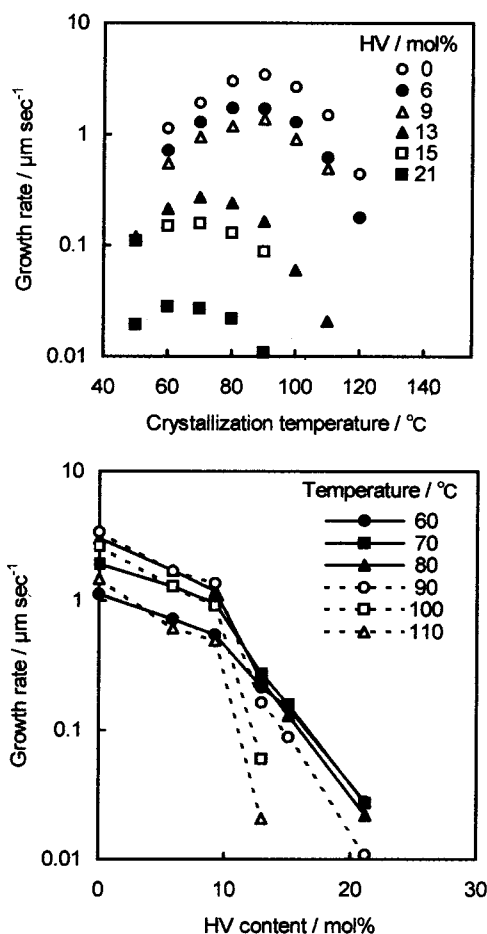 HV / mol%
0
6
9
13
15
21
10
1
0.1
0.01
Growth rate / µm sec⁻¹
40 60 80 100 120 140
Crystallization temperature / °C
Temperature / °C
60
70
80
90
100
110
10
1
0.1
0.01
Growth rate / µm sec⁻¹
0 10 20 30
HV content / mol%